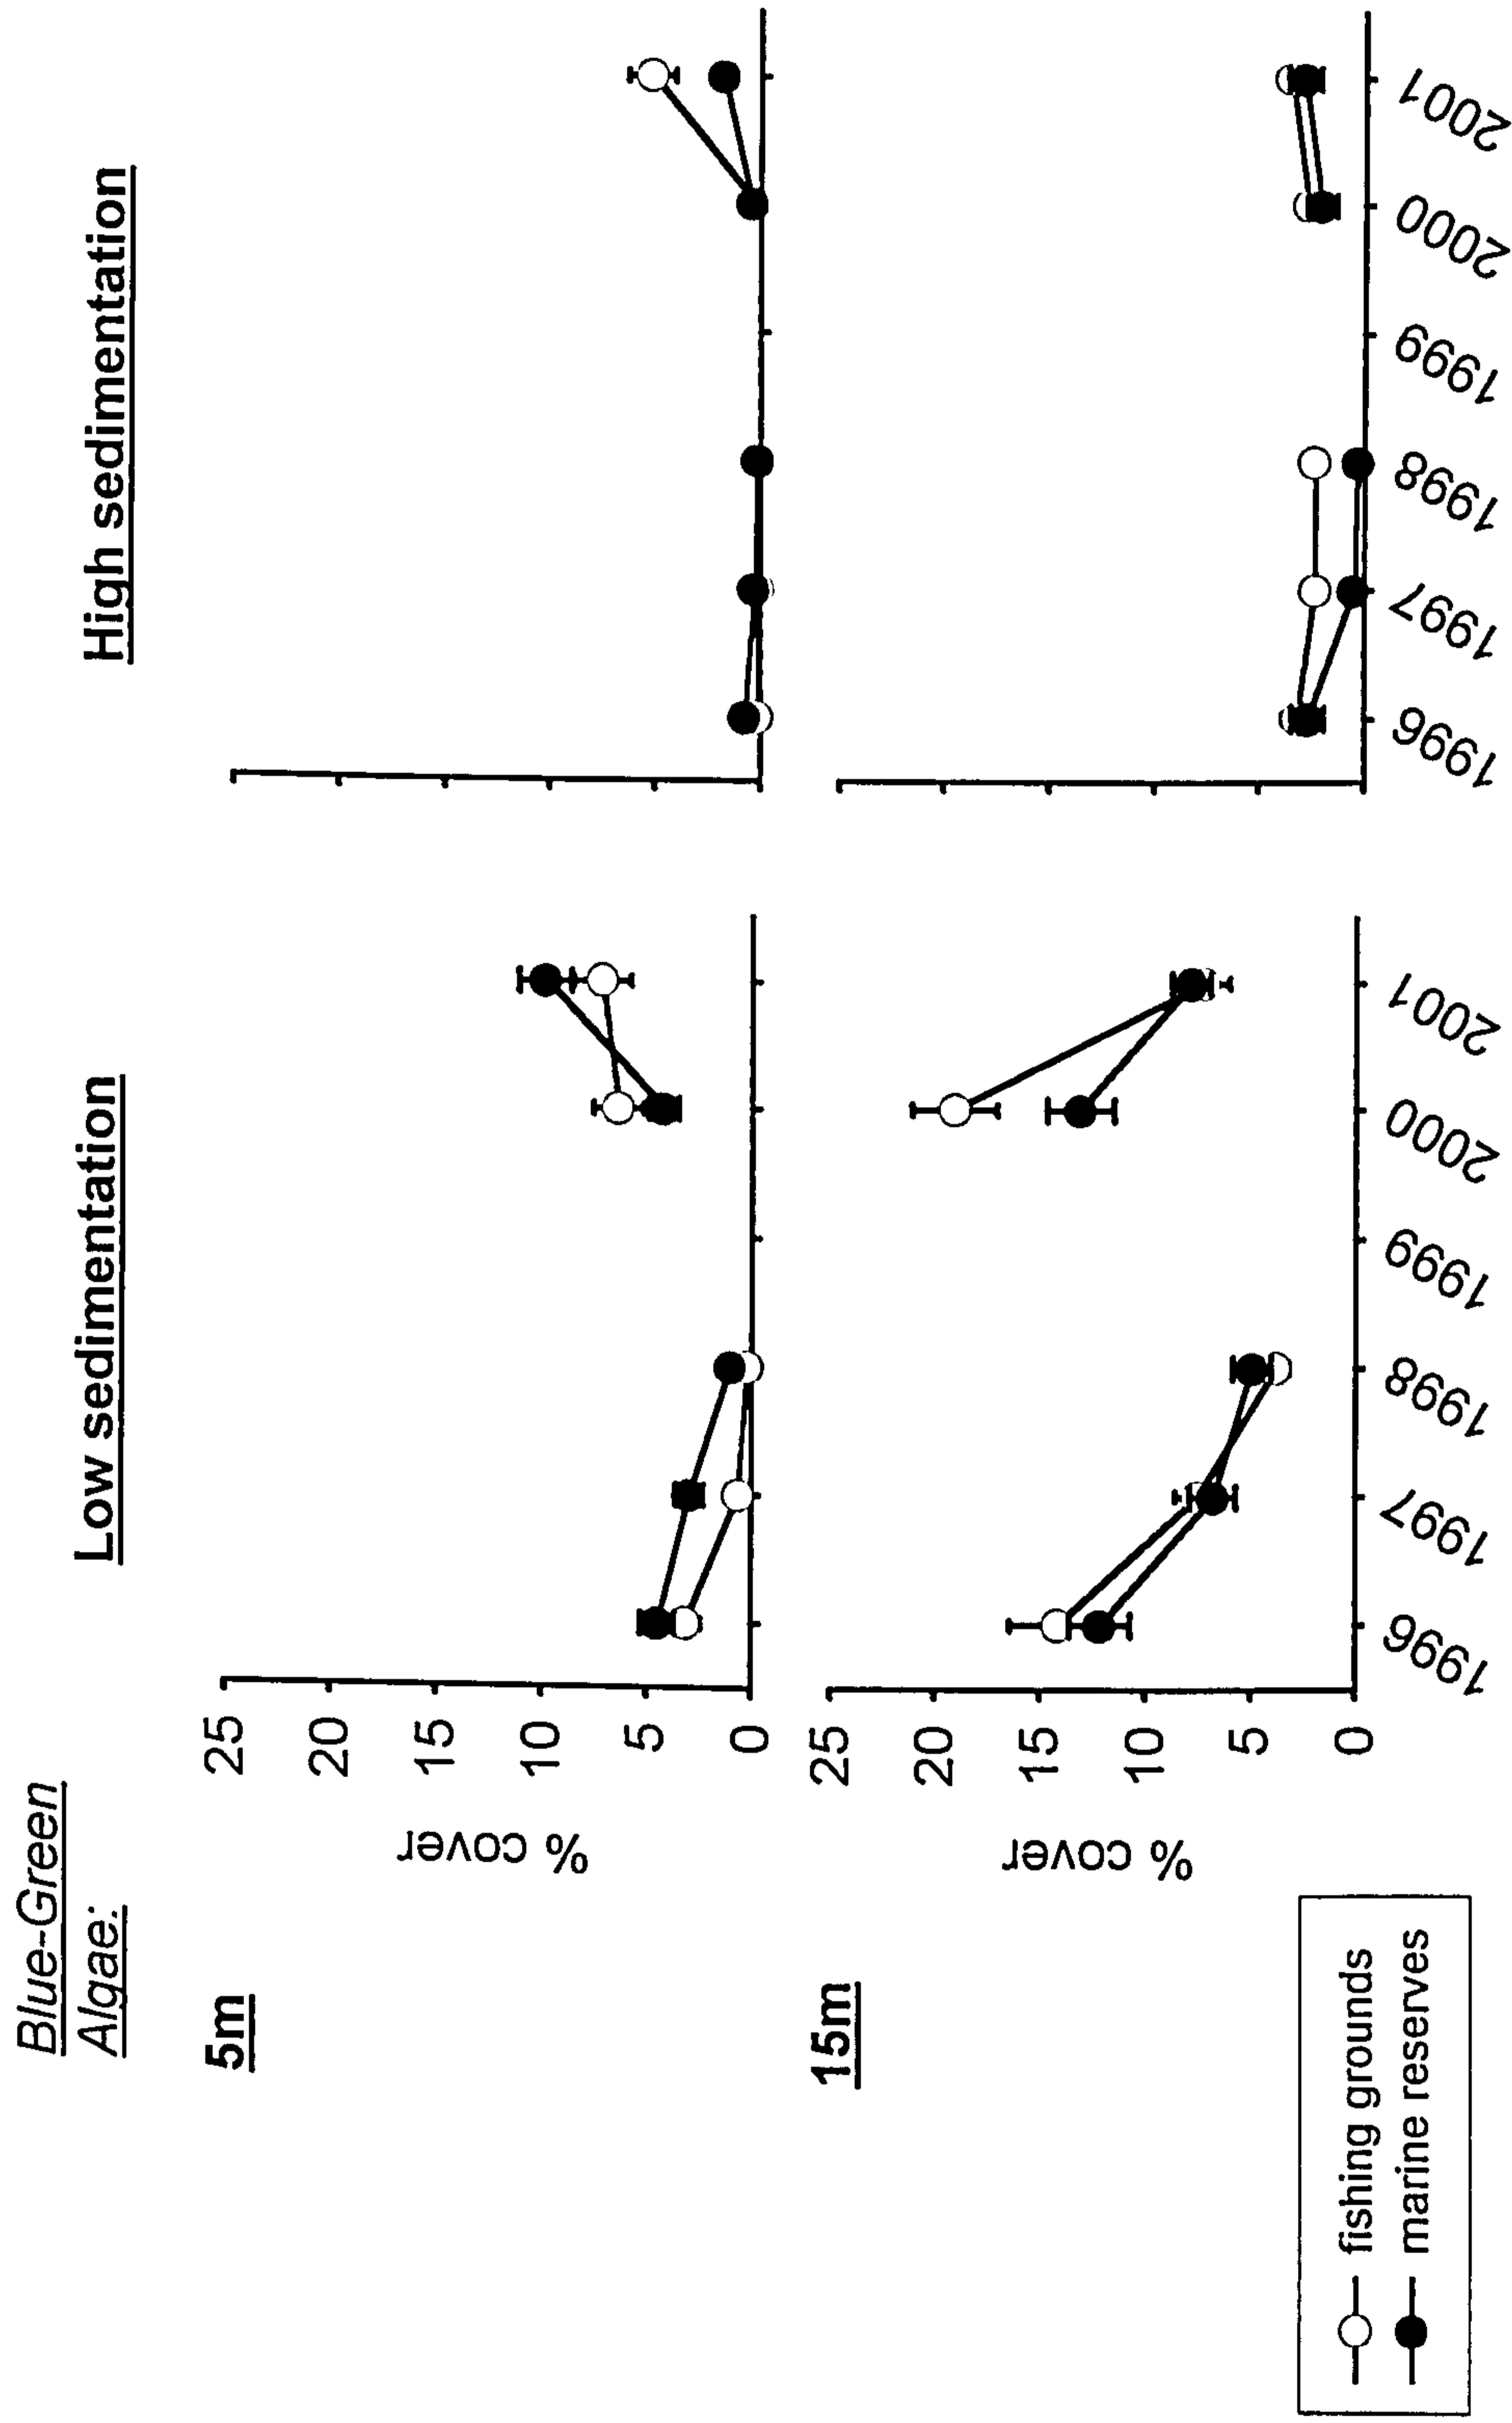 Blue-Green
Algae:
Low sedimentation
High sedimentation
5m
% cover
25
20
15
10
5
0
15m
% cover
25
20
15
10
5
0
1996
1997
1998
1999
2000
2001
1996
1997
1998
1999
2000
2001
fishing grounds
marine reserves